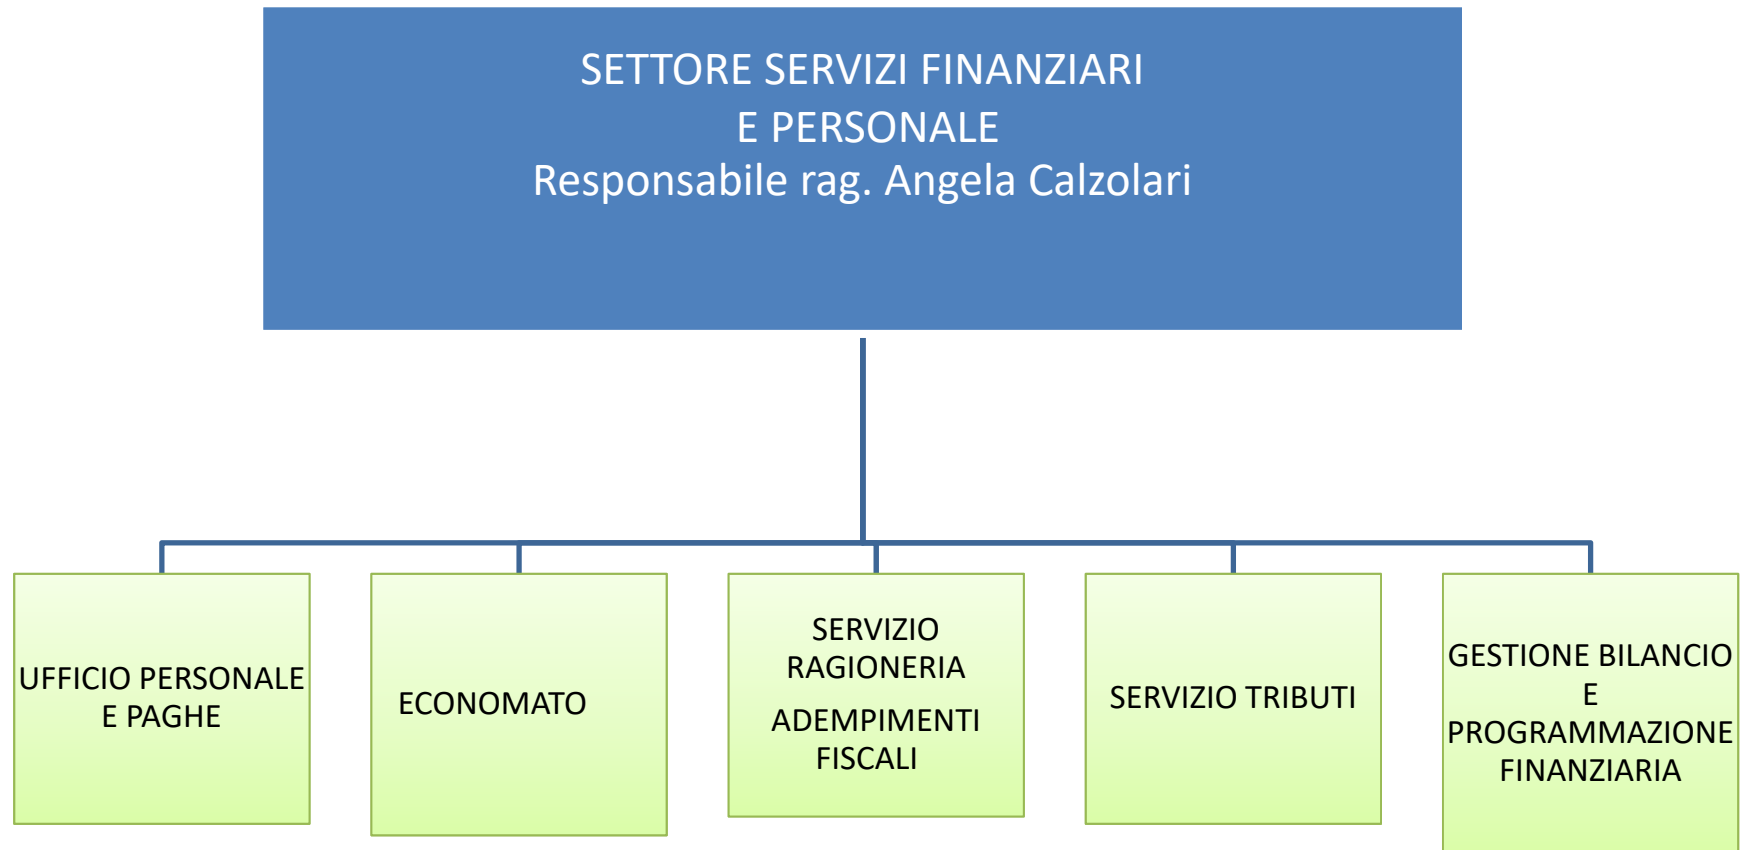 SETTORE SERVIZI FINANZIARI
E PERSONALE
Responsabile rag. Angela Calzolari
UFFICIO PERSONALE
E PAGHE
ECONOMATO
SERVIZIO
RAGIONERIA
ADEMPIMENTI
FISCALI
SERVIZIO TRIBUTI
GESTIONE BILANCIO
E
PROGRAMMAZIONE
FINANZIARIA